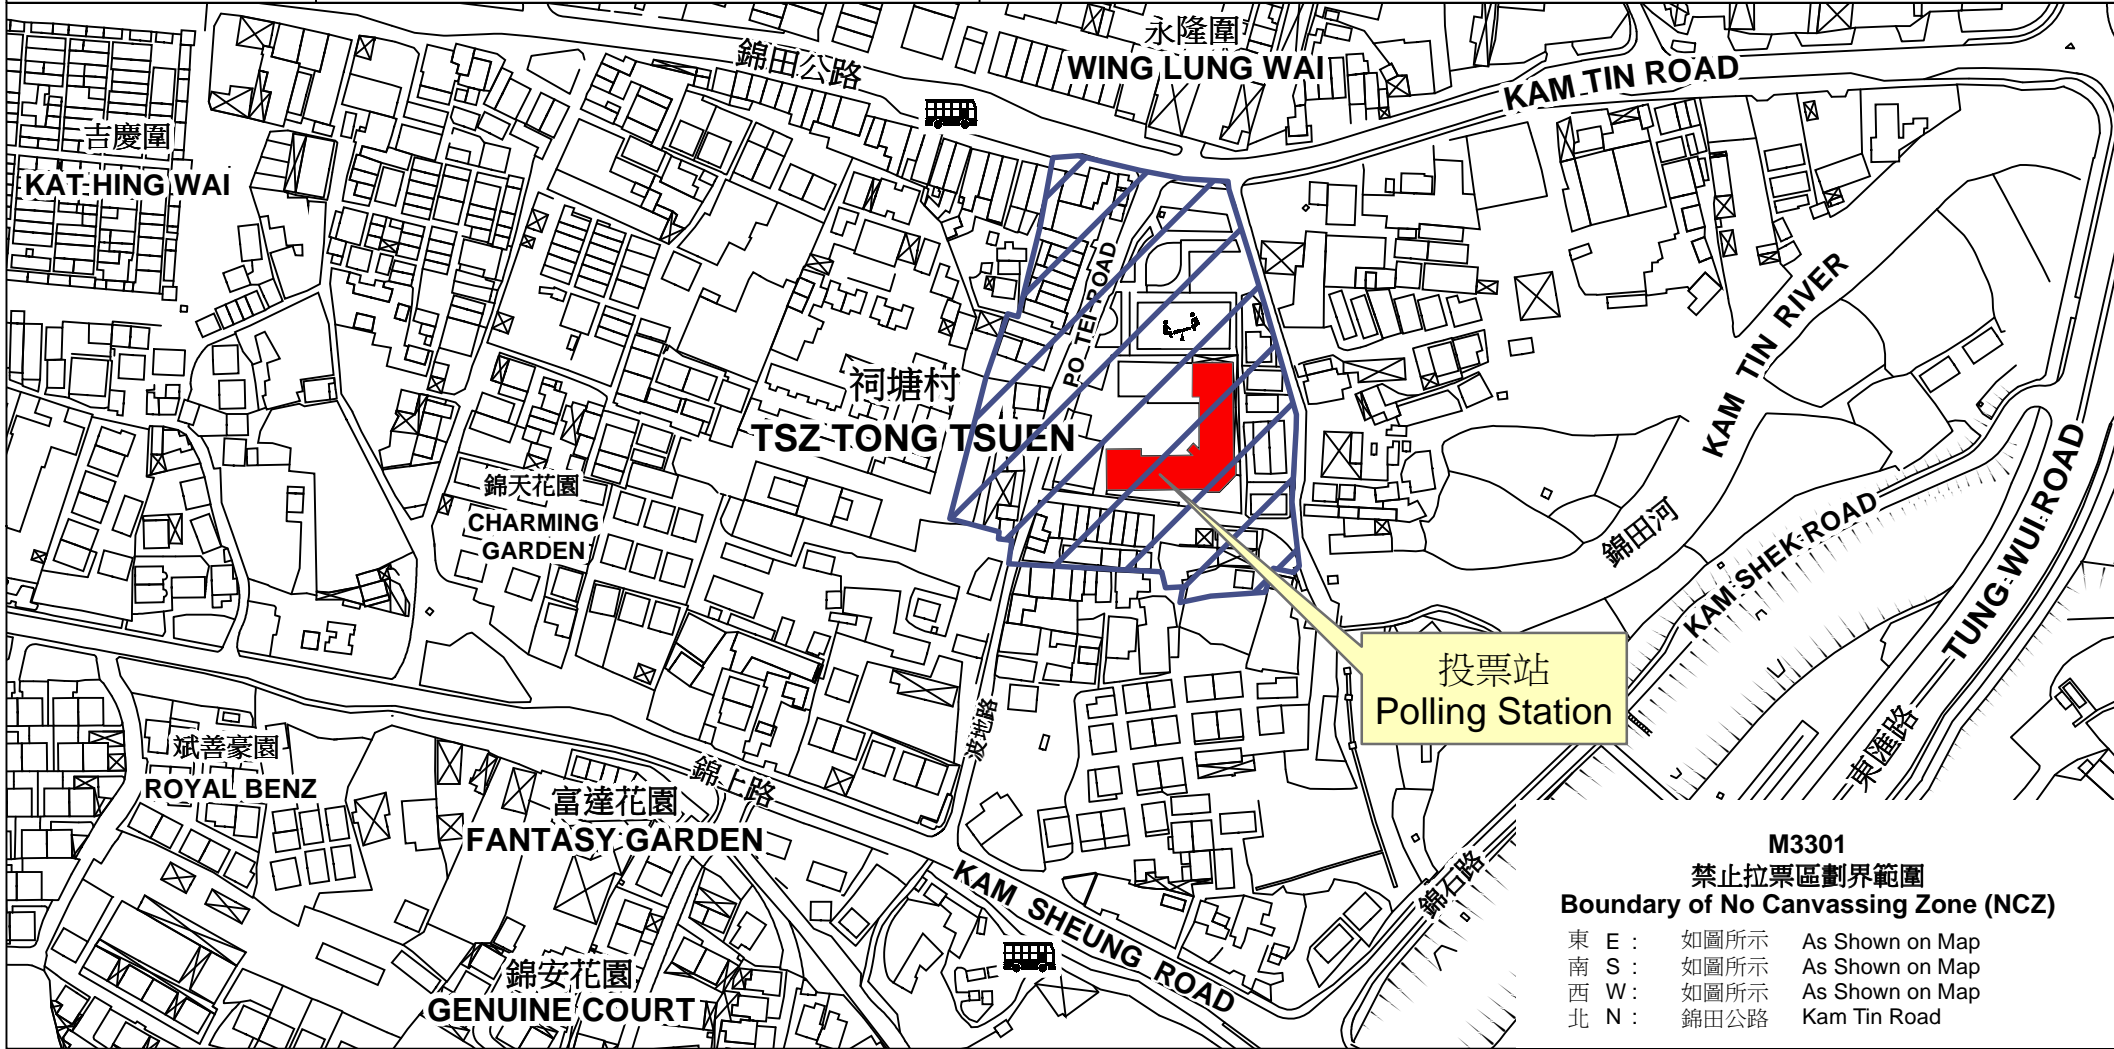 永隆圍
WING LUNG WAI
錦田公路
KAM TIN ROAD
吉慶圍
KAT HING WAI
PO TEI ROAD
KAM TIN RIVER
祠塘村
TSZ TONG TSUEN
錦天花園
CHARMING
GARDEN
錦田河
KAM SHEK ROAD
TUNG WUI ROAD
投票站
Polling Station
波地路
斌善豪園
ROYAL BENZ
錦上路
富達花園
FANTASY GARDEN
東匯路
錦石路
KAM SHEUNG ROAD
錦安花園
GENUINE COURT
M3301
禁止拉票區劃界範圍
Boundary of No Canvassing Zone (NCZ)
東 E : 如圖所示 As Shown on Map
南 S : 如圖所示 As Shown on Map
西 W : 如圖所示 As Shown on Map
北 N : 錦田公路 Kam Tin Road